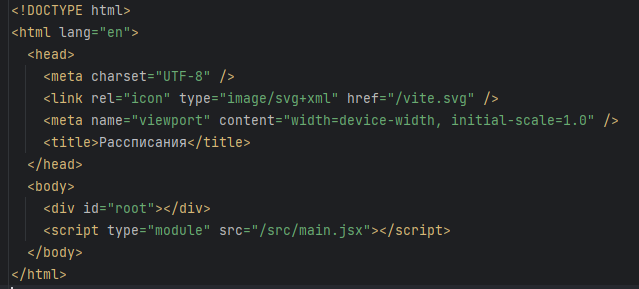 <!DOCTYPE html>
<html lang="en">
<head>
<meta charset="UTF-8" />
<link rel="icon" type="image/svg+xml" href="/vite.svg" />
<meta name="viewport" content="width=device-width, initial-scale=1.0" />
<title>Рассписания</title>
</head>
<body>
<div id="root"></div>
<script type="module" src="/src/main.jsx"></script>
</body>
</html>